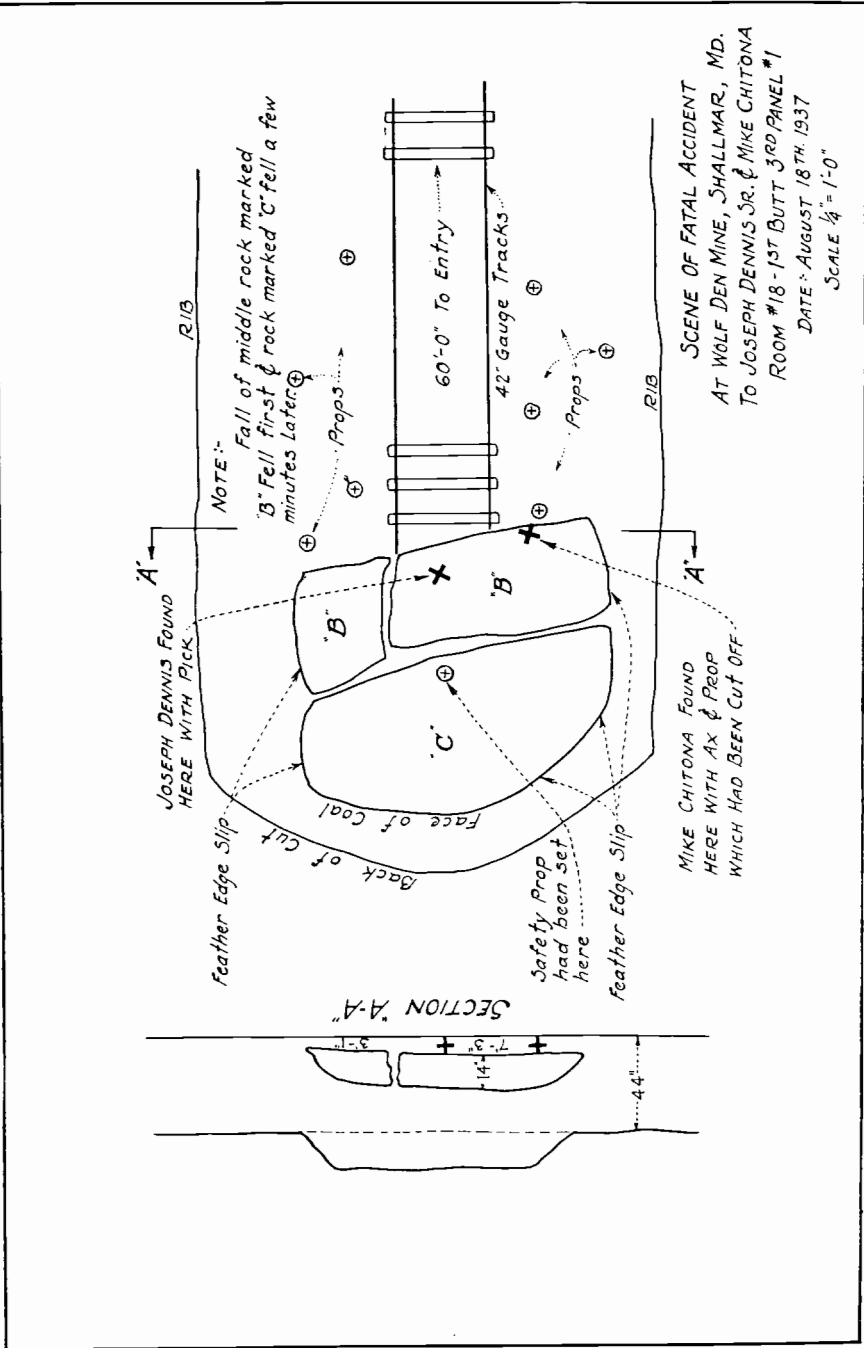 SCENE OF FATAL ACCIDENT
AT WOLF DEN MINE, SHALLMAR, MD.
TO JOSEPH DENNIS SR. & MIKE CHITONA
ROOM #18 - 1ST BUTT 3RD PANEL #1
DATE:- AUGUST 18TH. 1937
SCALE ¼" = 1'-0"
NOTE:-
Fall of middle rock marked
"B" Fell first & rock marked "C" fell a few
minutes Later.
RIB
Props
60'-0" To Entry
42" Gauge Tracks
Props
RIB
"A"
"A"
JOSEPH DENNIS FOUND
HERE WITH PICK
"B"
"B"
"C"
MIKE CHITONA FOUND
HERE WITH AX & PROP
WHICH HAD BEEN CUT OFF
Feather Edge Slip
Face of Coal
Back of Cut
Safety Prop
had been set
here
Feather Edge Slip
SECTION "A-A"
3'-1"
7'-3"
14"
44"